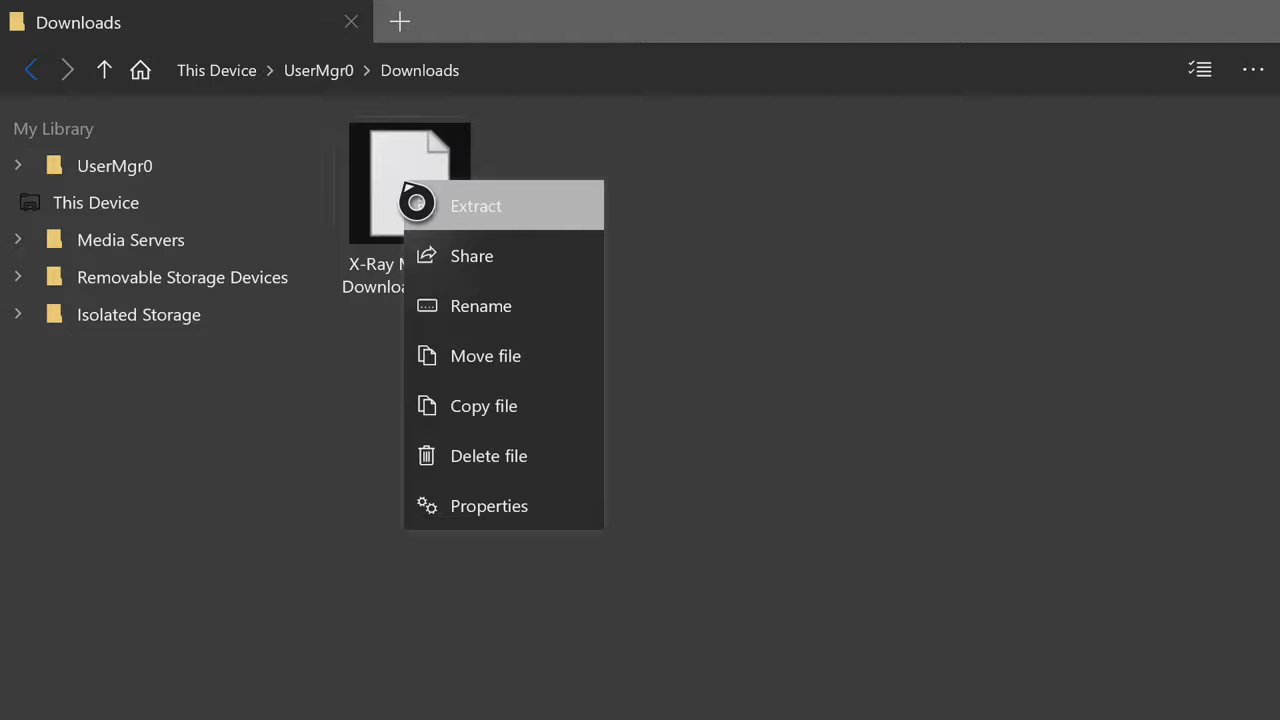 Downloads
This Device > UserMgr0 > Downloads
My Library
UserMgr0
This Device
Media Servers
Removable Storage Devices
Isolated Storage
X-Ray
Extract
Share
Rename
Move file
Copy file
Delete file
Properties